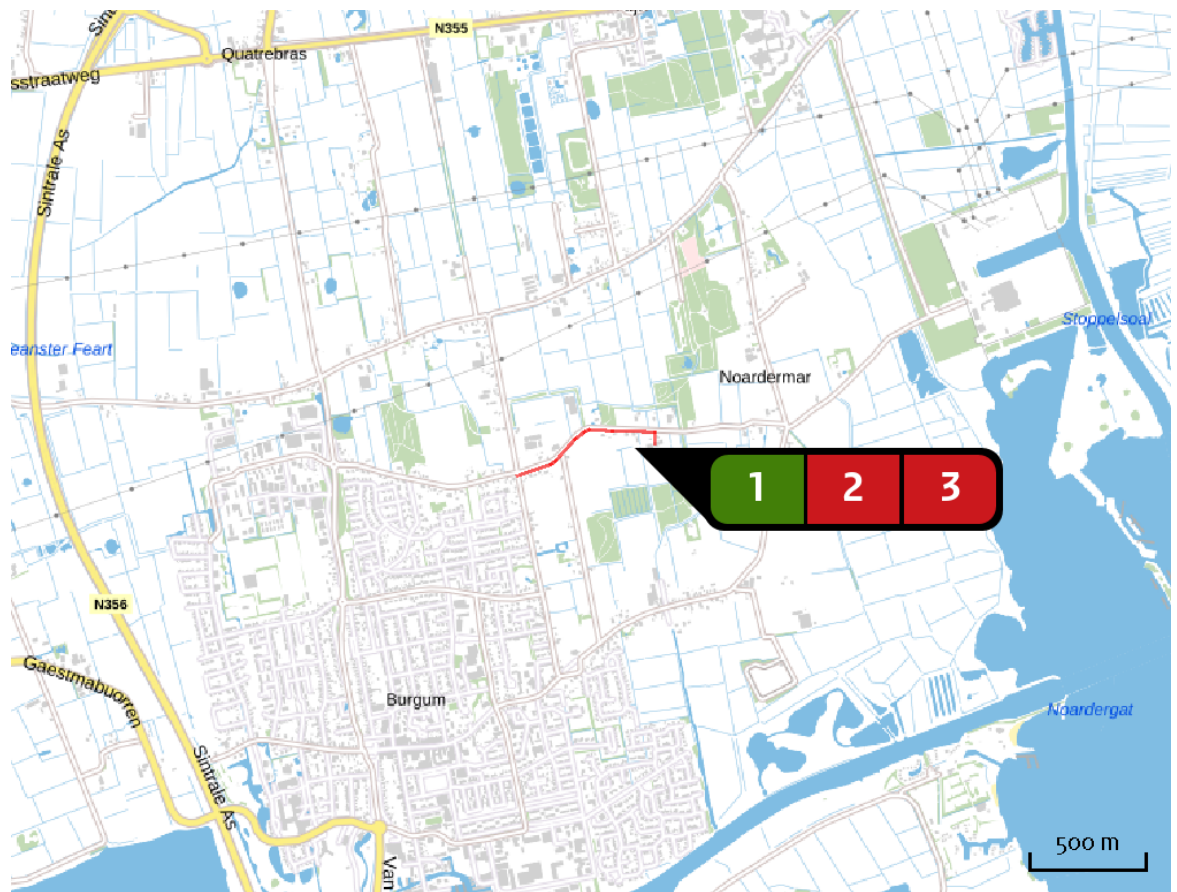 Sint
N355
Quatrebras
sstraatweg
Sintrale As
Stoppelsoal
eanster Feart
Noardermar
1 2 3
N356
Gaestmabuorren
Burgum
Noardergat
Sintrale As
500 m
Van